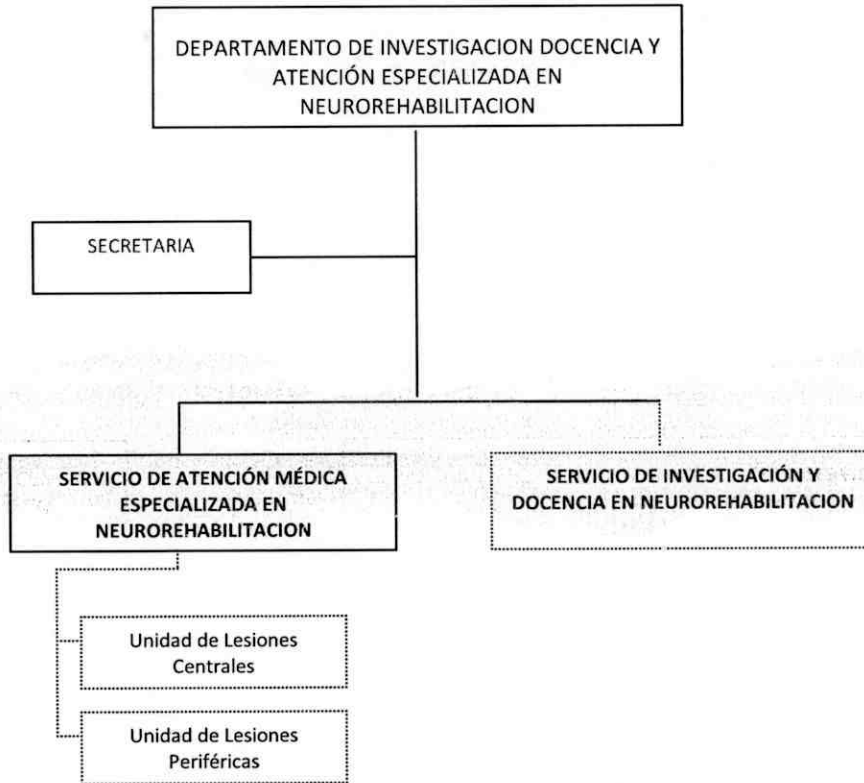 DEPARTAMENTO DE INVESTIGACION DOCENCIA Y
ATENCIÓN ESPECIALIZADA EN
NEUROREHABILITACION
SECRETARIA
SERVICIO DE ATENCIÓN MÉDICA
ESPECIALIZADA EN
NEUROREHABILITACION
SERVICIO DE INVESTIGACIÓN Y
DOCENCIA EN NEUROREHABILITACION
Unidad de Lesiones
Centrales
Unidad de Lesiones
Periféricas